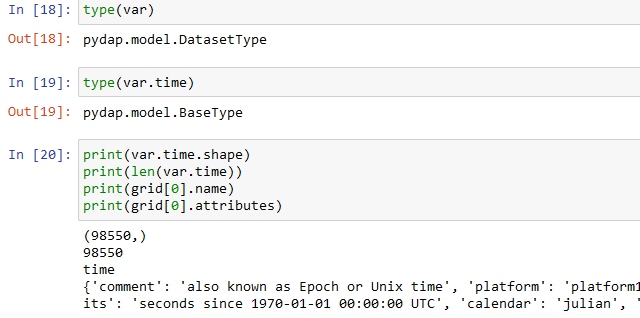 In [18]: type(var)
Out[18]: pydap.model.DatasetType
In [19]: type(var.time)
Out[19]: pydap.model.BaseType
In [20]: print(var.time.shape)
print(len(var.time))
print(grid[0].name)
print(grid[0].attributes)
(98550,)
98550
time
{'comment': 'also known as Epoch or Unix time', 'platform': 'platform1
its': 'seconds since 1970-01-01 00:00:00 UTC', 'calendar': 'julian', '